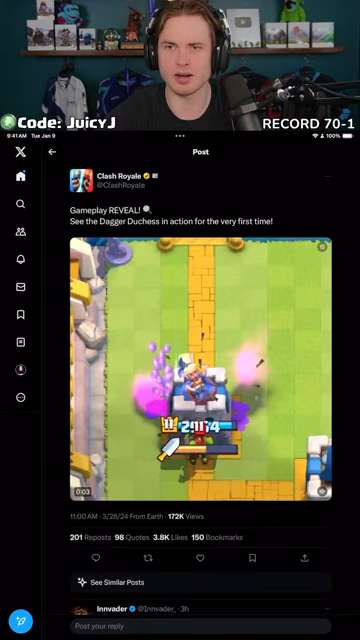 Code: JuicyJ
RECORD 70-1
9:41AM Tue Jan 9
100%
Post
Clash Royale
@ClashRoyale
Gameplay REVEAL! 🔍
See the Dagger Duchess in action for the very first time!
11
0:03
11:00 AM · 3/28/24 From Earth · 172K Views
201 Reposts 98 Quotes 3.8K Likes 150 Bookmarks
See Similar Posts
Innvader @Innvader_ · 3h
Post your reply